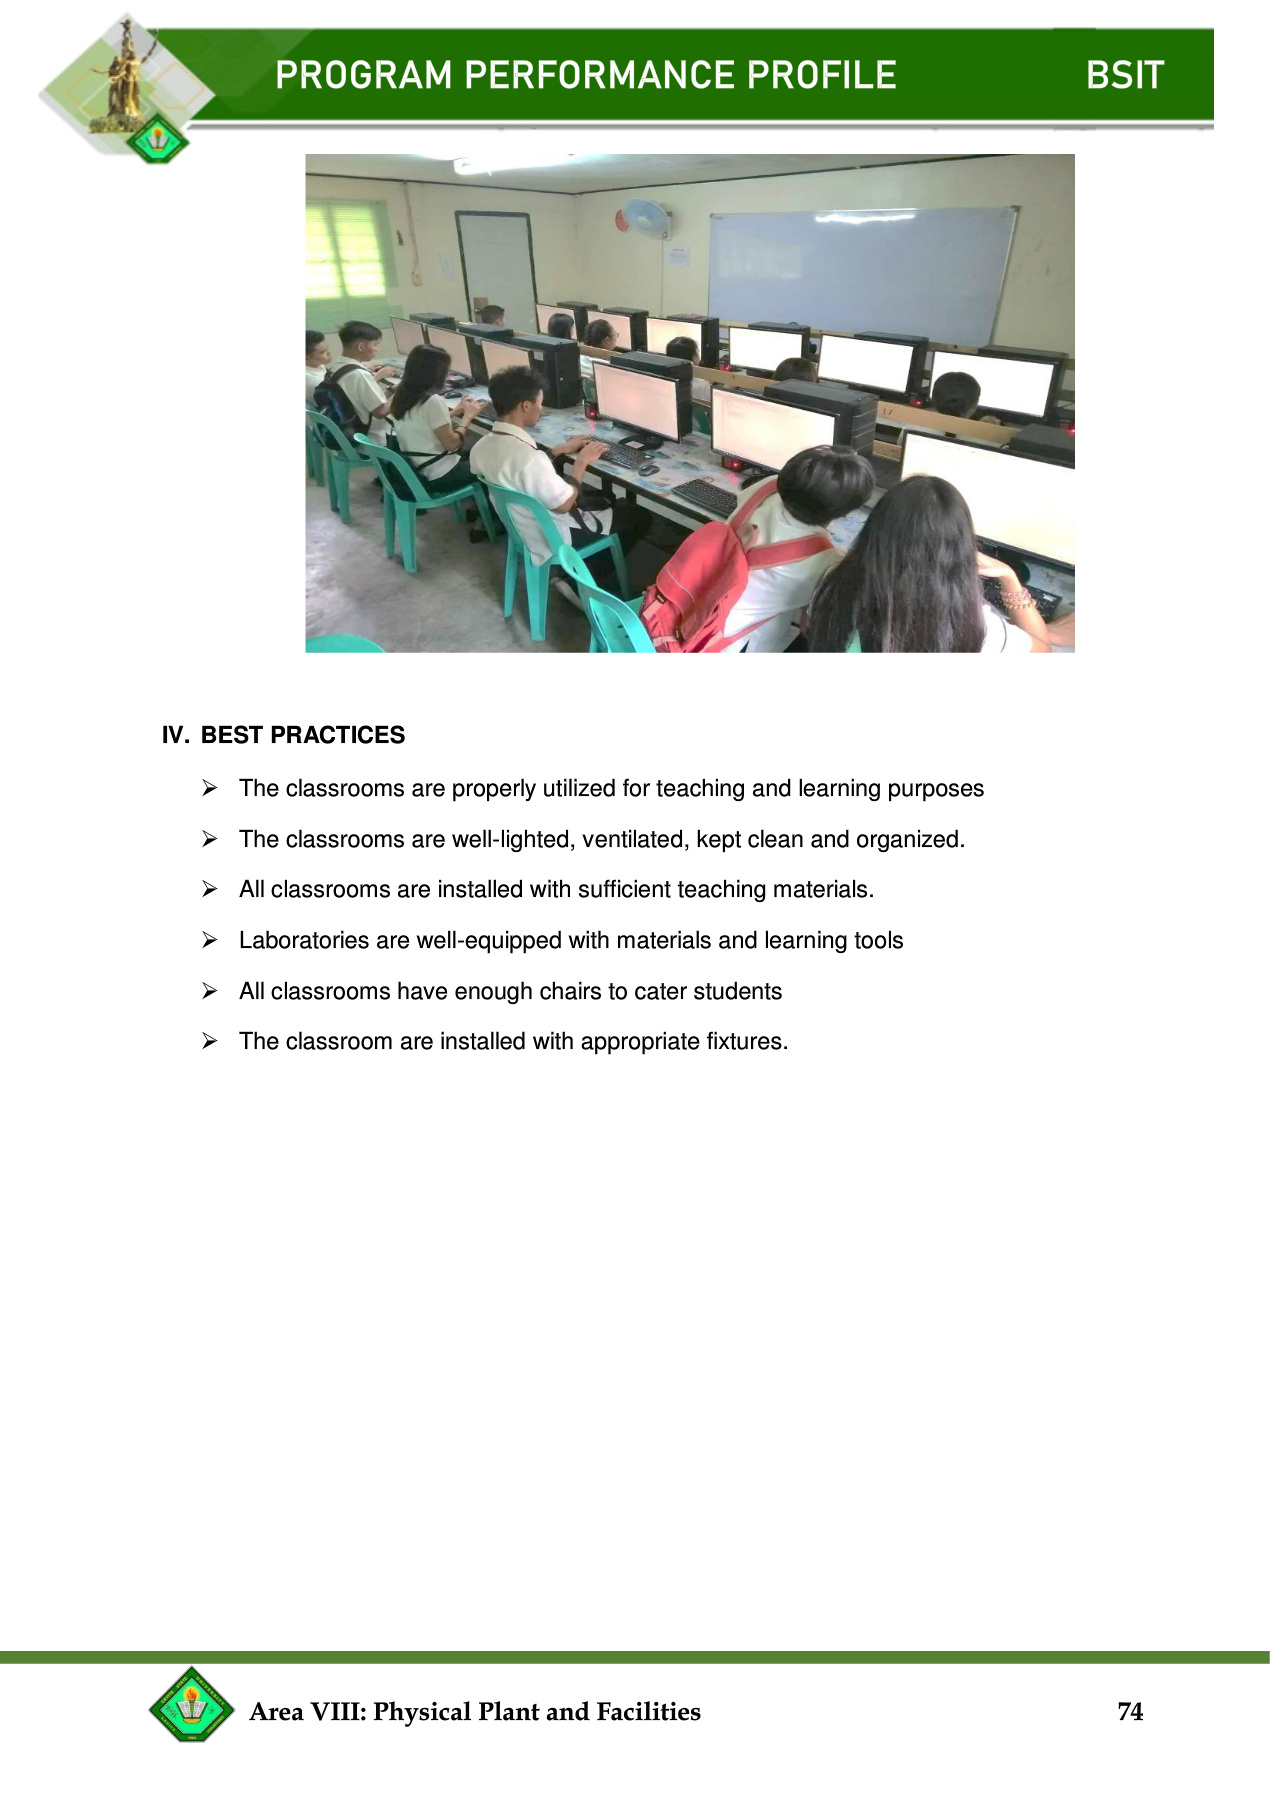 PROGRAM PERFORMANCE PROFILE BSIT
IV. BEST PRACTICES
➢ The classrooms are properly utilized for teaching and learning purposes
➢ The classrooms are well-lighted, ventilated, kept clean and organized.
➢ All classrooms are installed with sufficient teaching materials.
➢ Laboratories are well-equipped with materials and learning tools
➢ All classrooms have enough chairs to cater students
➢ The classroom are installed with appropriate fixtures.
Area VIII: Physical Plant and Facilities 74